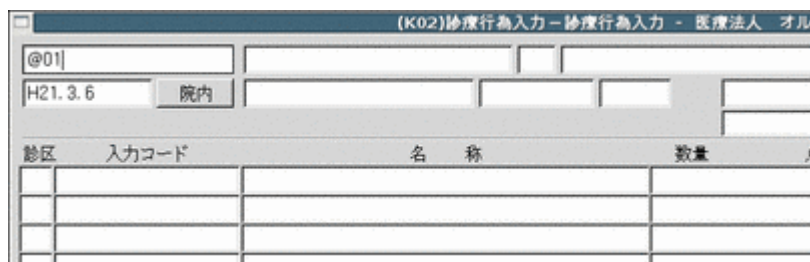 (K02)診療行為入力－診療行為入力 - 医療法人 オル
@01
H21. 3. 6 院内
診区 入力コード 名 称 数量